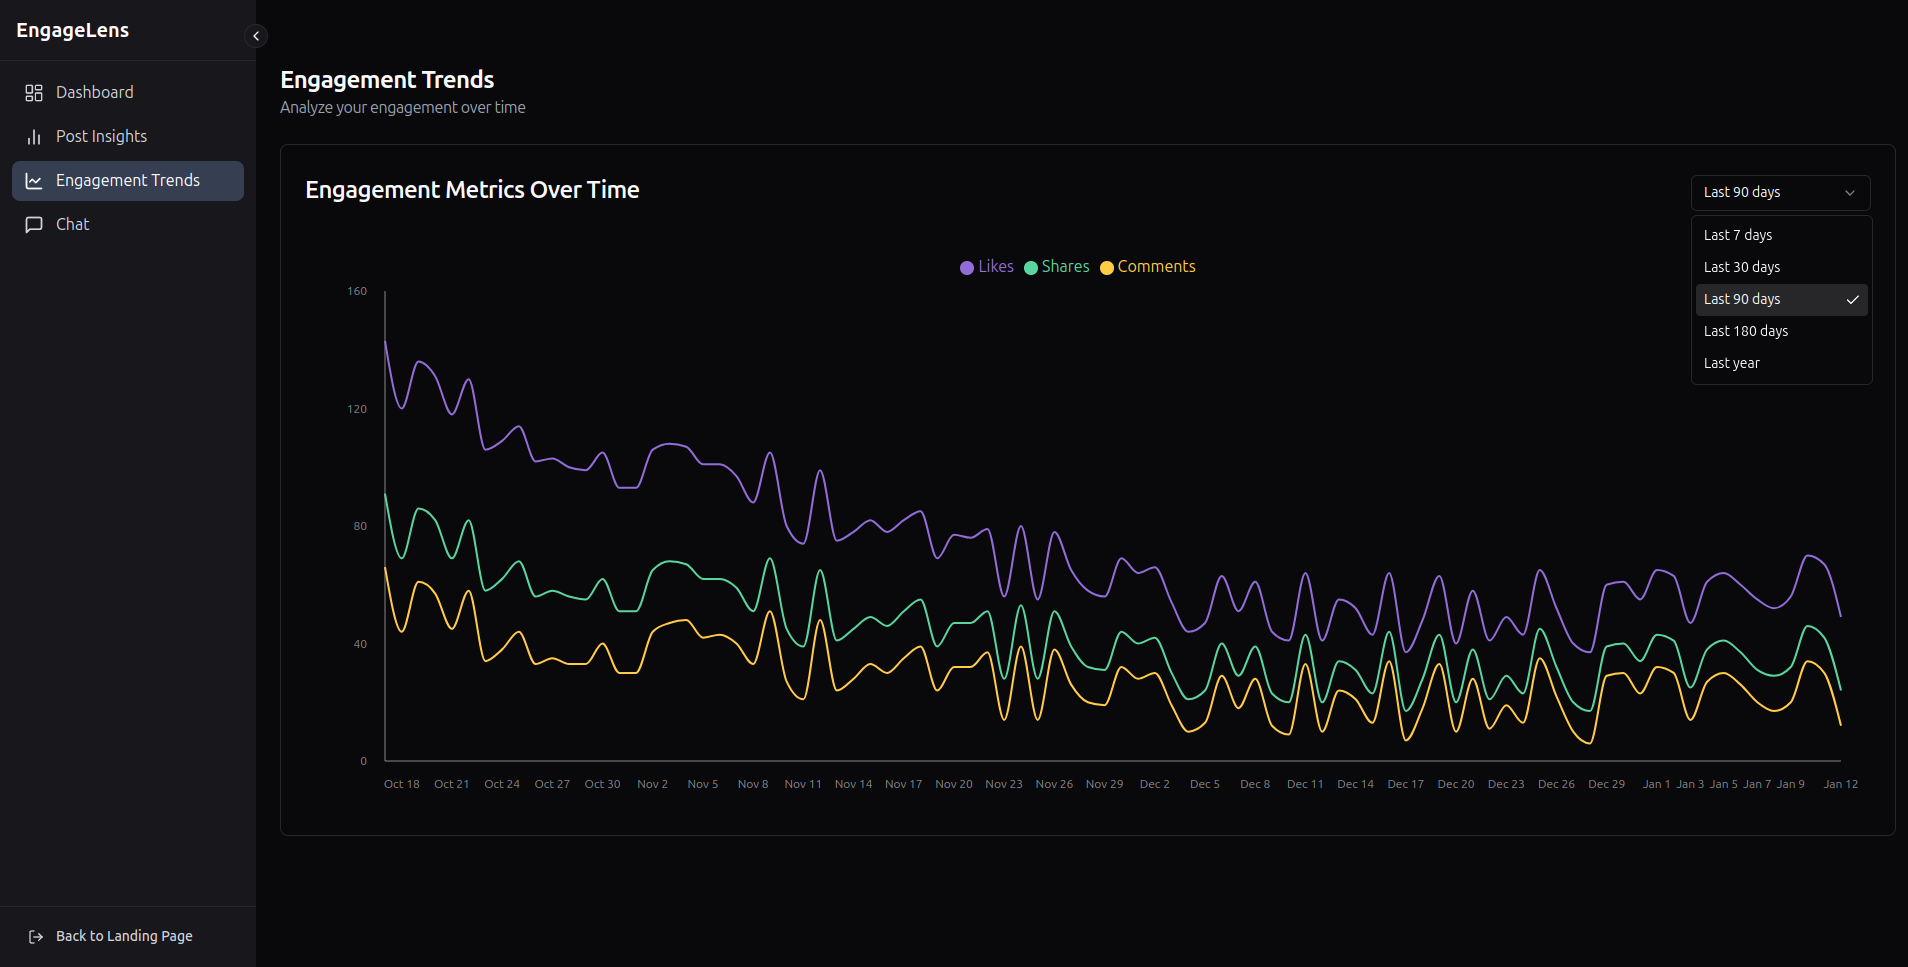 EngageLens
Dashboard
Post Insights
Engagement Trends
Chat
Back to Landing Page
Engagement Trends
Analyze your engagement over time
Engagement Metrics Over Time
Last 90 days
Last 7 days
Last 30 days
Last 90 days
Last 180 days
Last year
Likes Shares Comments
160
120
80
40
0
Oct 18 Oct 21 Oct 24 Oct 27 Oct 30 Nov 2 Nov 5 Nov 8 Nov 11 Nov 14 Nov 17 Nov 20 Nov 23 Nov 26 Nov 29 Dec 2 Dec 5 Dec 8 Dec 11 Dec 14 Dec 17 Dec 20 Dec 23 Dec 26 Dec 29 Jan 1 Jan 3 Jan 5 Jan 7 Jan 9 Jan 12